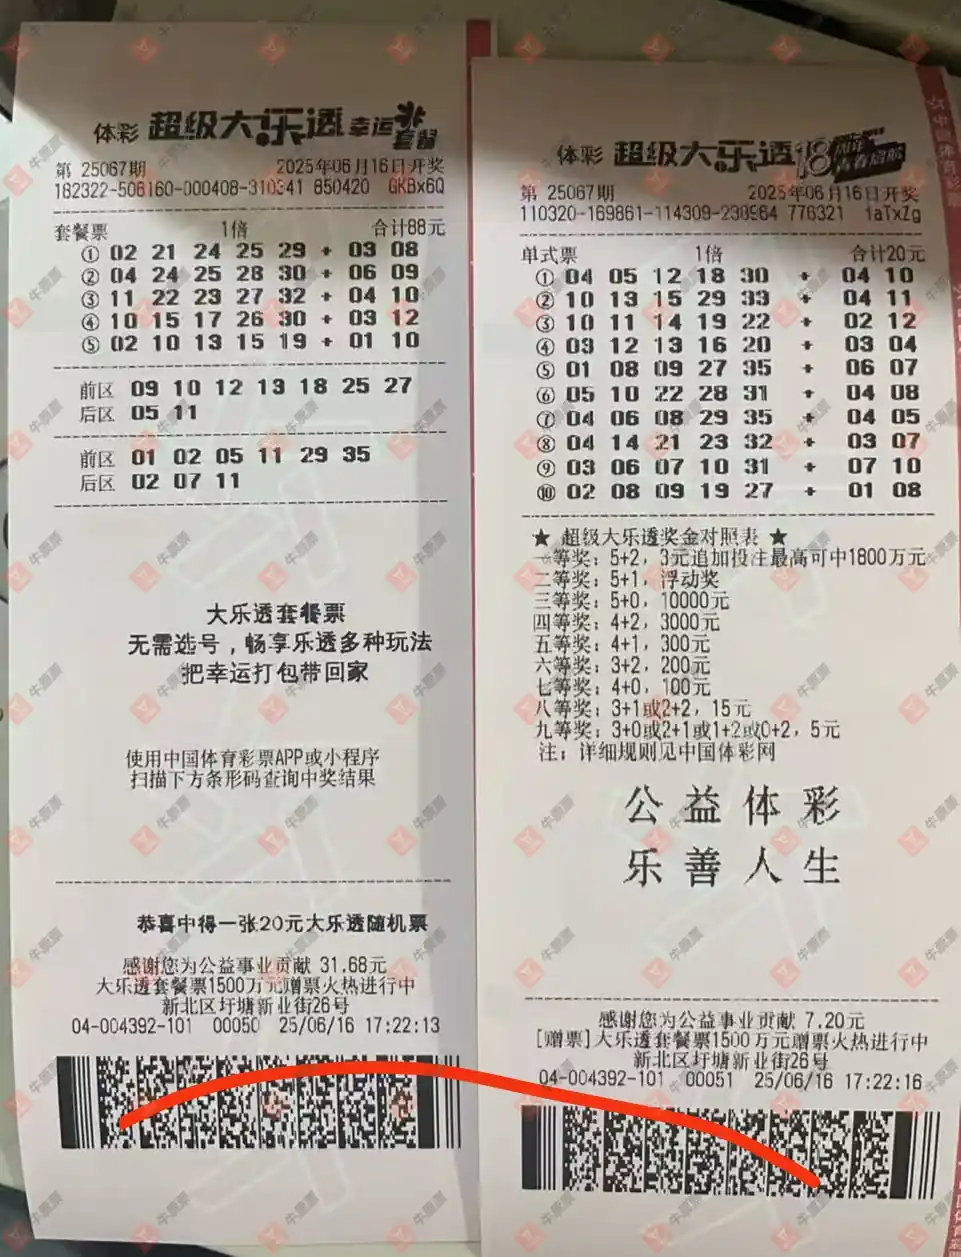 体彩 超级大乐透 幸运套餐
第 25067期 2025年06月16日开奖
182322-506160-000408-310341 850420 GKBx6Q
套餐票 1倍 合计88元
① 02 21 24 25 29 + 03 08
② 04 24 25 28 30 + 06 09
③ 11 22 23 27 32 + 04 10
④ 10 15 17 26 30 + 03 12
⑤ 02 10 13 15 19 + 01 10
前区 09 10 12 13 18 25 27
后区 05 11
前区 01 02 05 11 29 35
后区 02 07 11
大乐透套餐票
无需选号，畅享乐透多种玩法
把幸运打包带回家
使用中国体育彩票APP或小程序
扫描下方条形码查询中奖结果
恭喜中得一张20元大乐透随机票
感谢您为公益事业贡献 31.68元
大乐透套餐票1500万元赠票火热进行中
新北区圩塘新业街26号
04-004392-101 00050 25/06/16 17:22:13
体彩 超级大乐透18周年 青春启航
第 25067期 2025年06月16日开奖
110320-169861-114309-230964 776321 1aTxZg
单式票 1倍 合计20元
① 04 05 12 18 30 + 04 10
② 10 13 15 29 33 + 04 11
③ 10 11 14 19 22 + 02 12
④ 03 12 13 16 20 + 03 04
⑤ 01 08 09 27 35 + 06 07
⑥ 05 10 22 28 31 + 04 08
⑦ 04 06 08 29 35 + 04 05
⑧ 04 14 21 23 32 + 03 07
⑨ 03 06 07 10 31 + 07 10
⑩ 02 08 09 19 27 + 01 08
★ 超级大乐透奖金对照表 ★
一等奖：5+2，3元追加投注最高可中1800万元
二等奖：5+1，浮动奖
三等奖：5+0，10000元
四等奖：4+2，3000元
五等奖：4+1，300元
六等奖：3+2，200元
七等奖：4+0，100元
八等奖：3+1或2+2，15元
九等奖：3+0或2+1或1+2或0+2，5元
注：详细规则见中国体彩网
公益体彩
乐善人生
感谢您为公益事业贡献 7.20元
[赠票]大乐透套餐票1500万元赠票火热进行中
新北区圩塘新业街26号
04-004392-101 00051 25/06/16 17:22:16